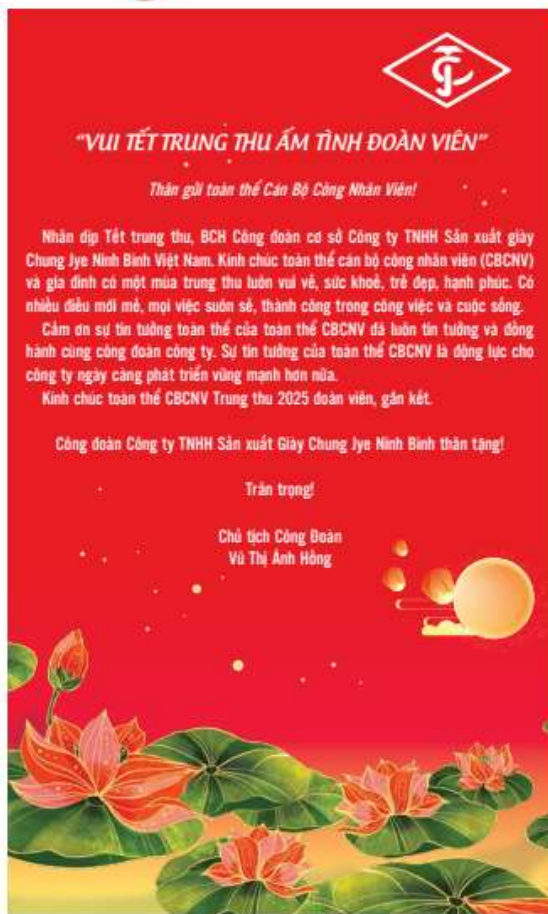 “VUI TẾT TRUNG THU ẤM TÌNH ĐOÀN VIÊN”
Thân gửi toàn thể Cán Bộ Công Nhân Viên!
Nhân dịp Tết trung thu, BCH Công đoàn cơ sở Công ty TNHH Sản xuất giày
Chung Jye Ninh Bình Việt Nam. Kính chúc toàn thể cán bộ công nhân viên (CBCNV)
và gia đình có một mùa trung thu luôn vui vẻ, sức khoẻ, trẻ đẹp, hạnh phúc. Có
nhiều điều mới mẻ, mọi việc suôn sẻ, thành công trong công việc và cuộc sống.
Cảm ơn sự tin tưởng toàn thể của toàn thể CBCNV đã luôn tin tưởng và đồng
hành cùng công đoàn công ty. Sự tin tưởng của toàn thể CBCNV là động lực cho
công ty ngày càng phát triển vững mạnh hơn nữa.
Kính chúc toàn thể CBCNV Trung thu 2025 đoàn viên, gắn kết.
Công đoàn Công ty TNHH Sản xuất Giày Chung Jye Ninh Bình thân tặng!
Trân trọng!
Chủ tịch Công Đoàn
Vũ Thị Ánh Hồng